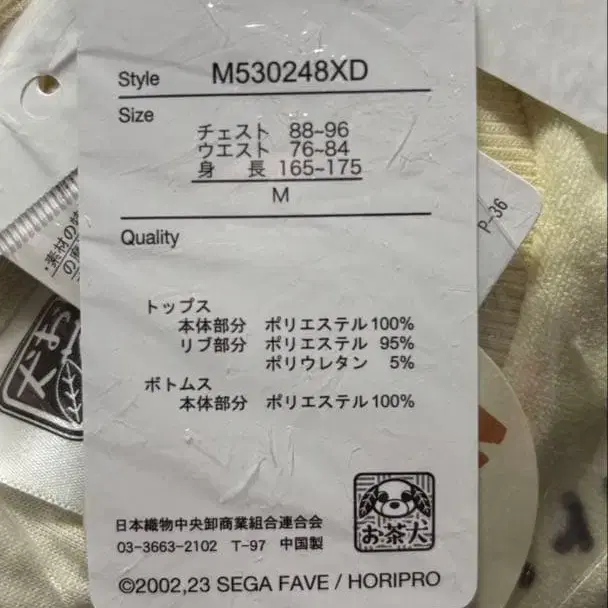 Style M530248XD
Size
チェスト 88~96
ウエスト 76~84
身 長 165~175
M
Quality
P-36
・素材の特
トップス
本体部分 ポリエステル100%
リブ部分 ポリエステル 95%
ポリウレタン 5%
ボトムス
本体部分 ポリエステル100%
お茶犬
日本織物中央卸商業組合連合会
03-3663-2102 T-97 中国製
©2002,23 SEGA FAVE / HORIPRO